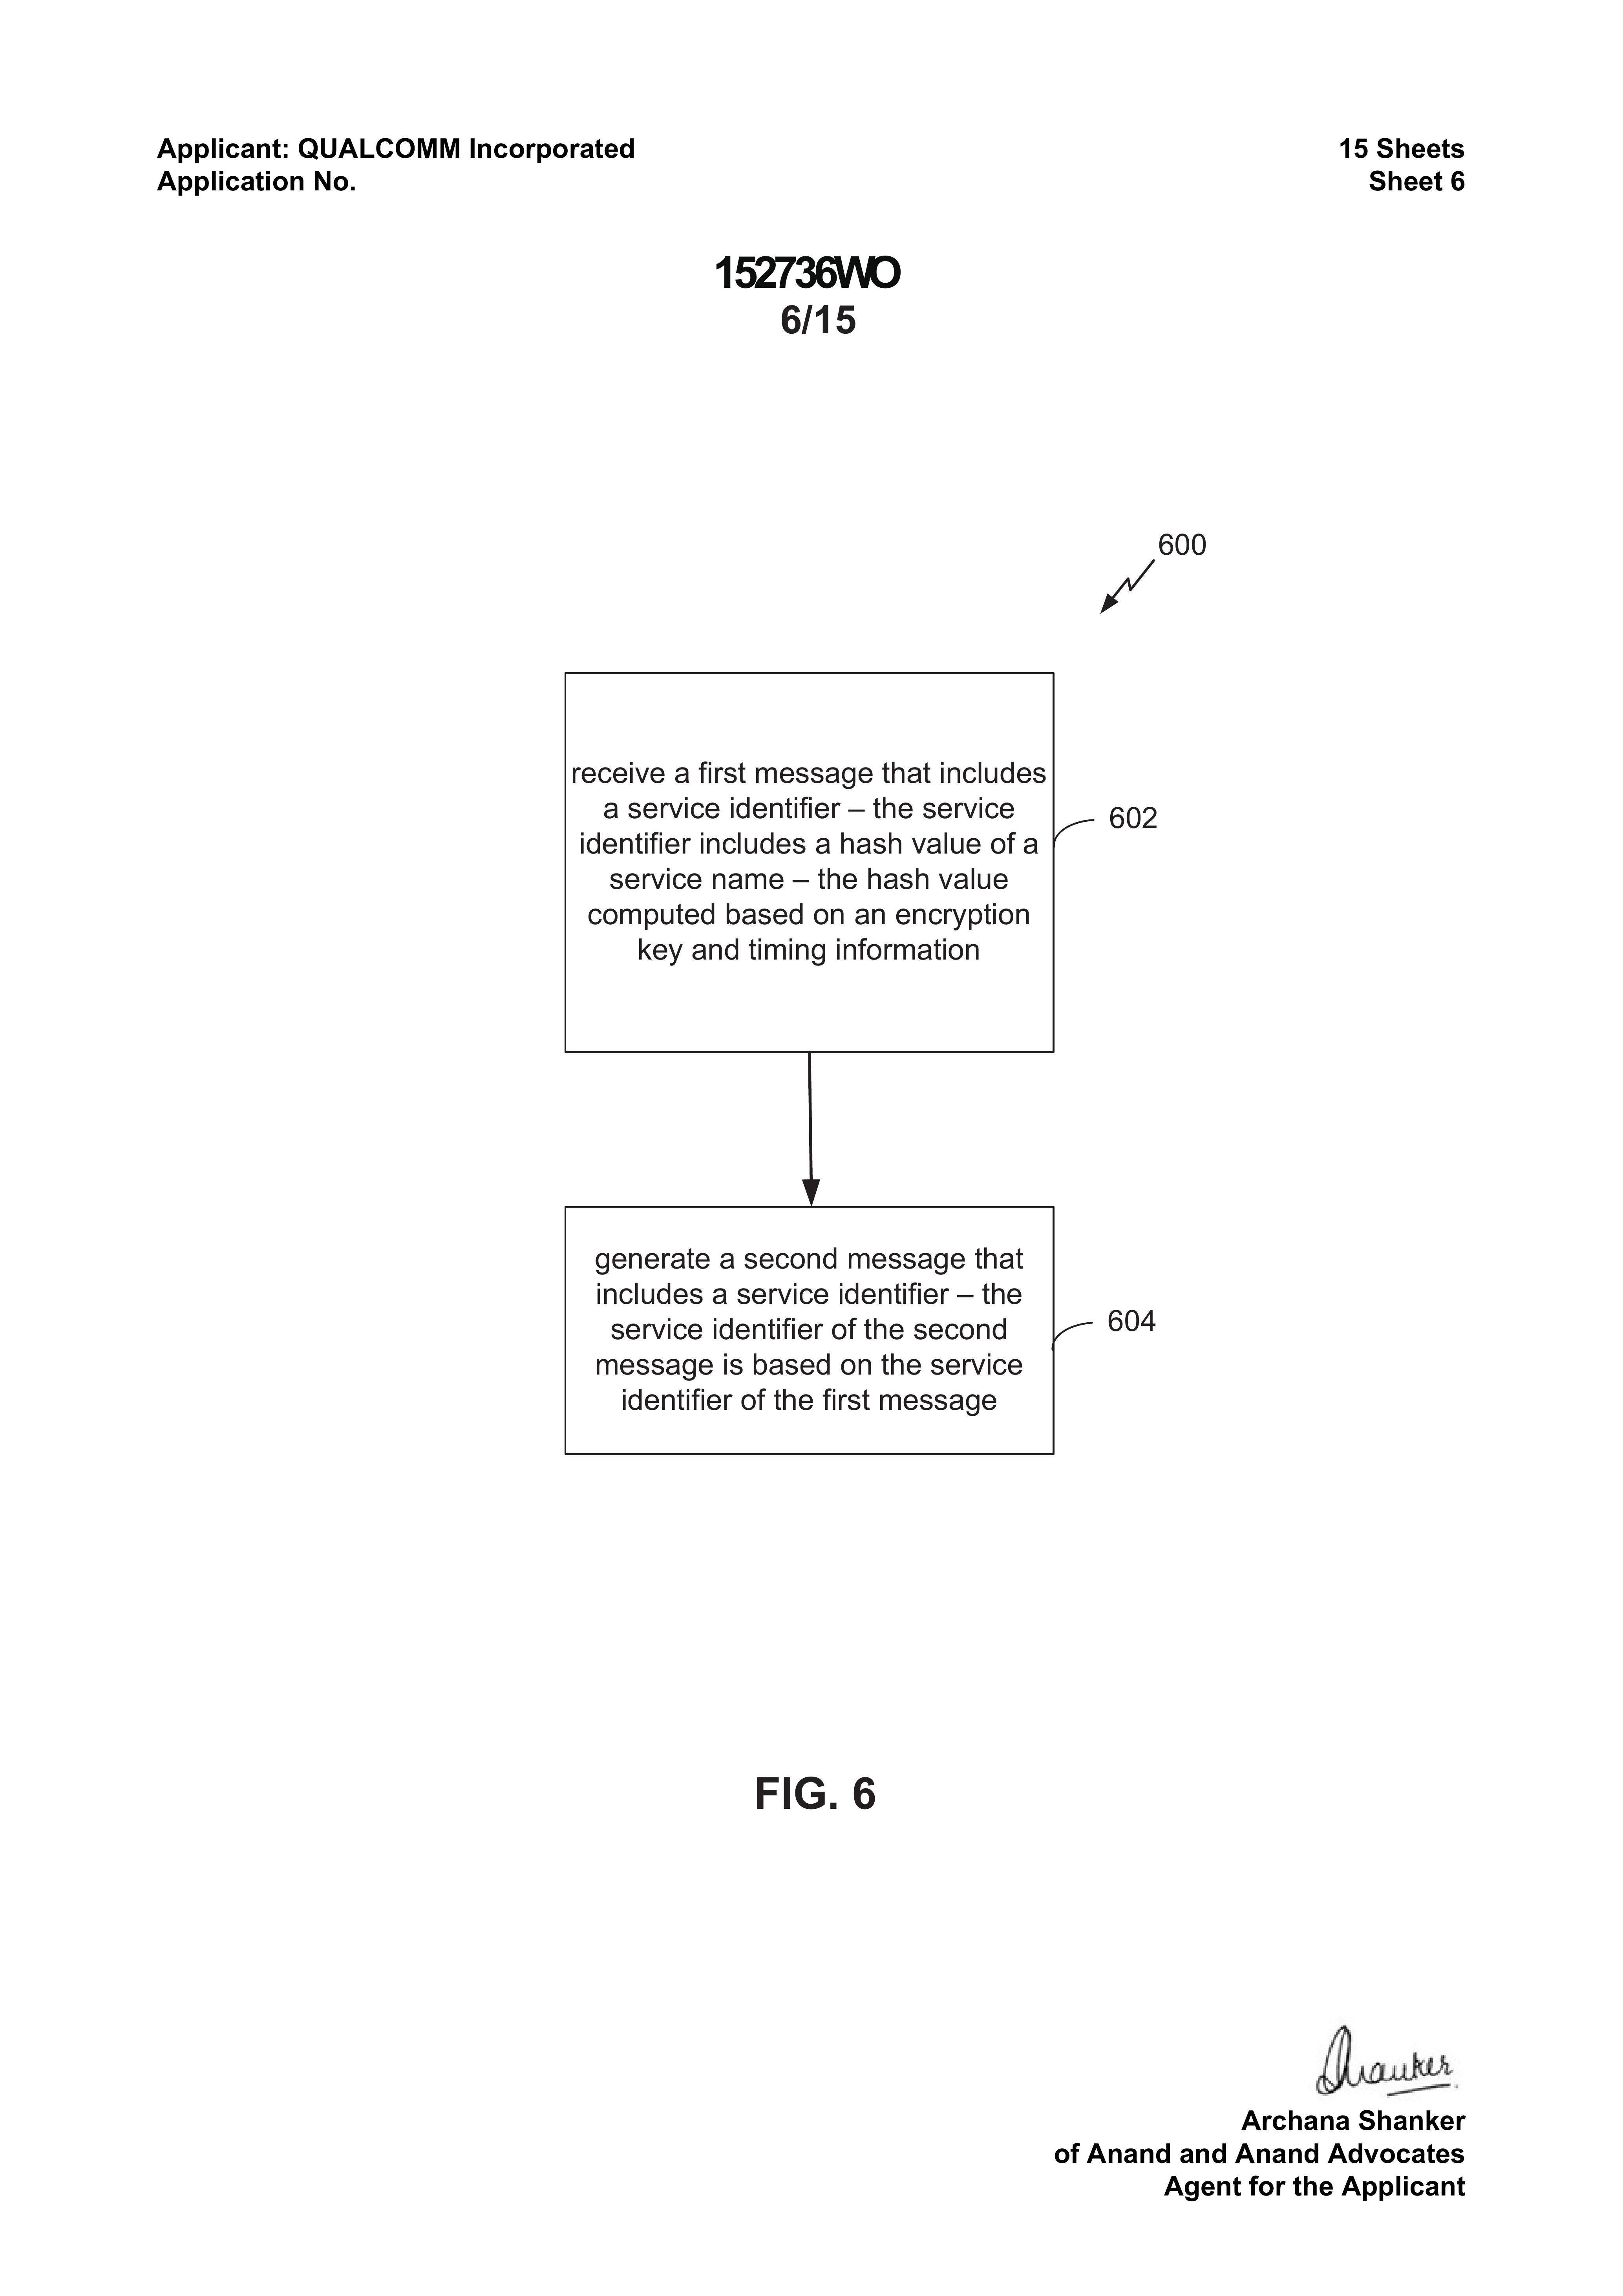 Applicant: QUALCOMM Incorporated
15 Sheets
Application No.
Sheet 6
152736WO
6/15
600
receive a first message that includes
a service identifier – the service
identifier includes a hash value of a
service name – the hash value
computed based on an encryption
key and timing information
602
generate a second message that
includes a service identifier – the
service identifier of the second
message is based on the service
identifier of the first message
604
FIG. 6
Shanker
Archana Shanker
of Anand and Anand Advocates
Agent for the Applicant